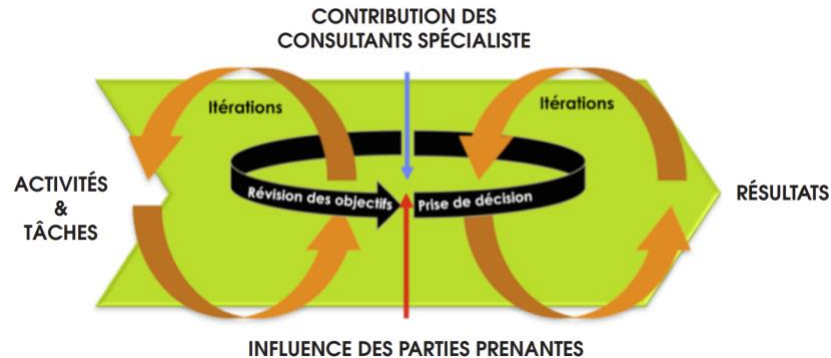 CONTRIBUTION DES
CONSULTANTS SPÉCIALISTE
Itérations
Itérations
ACTIVITÉS
&
TÂCHES
Révision des objectifs
Prise de décision
RÉSULTATS
INFLUENCE DES PARTIES PRENANTES